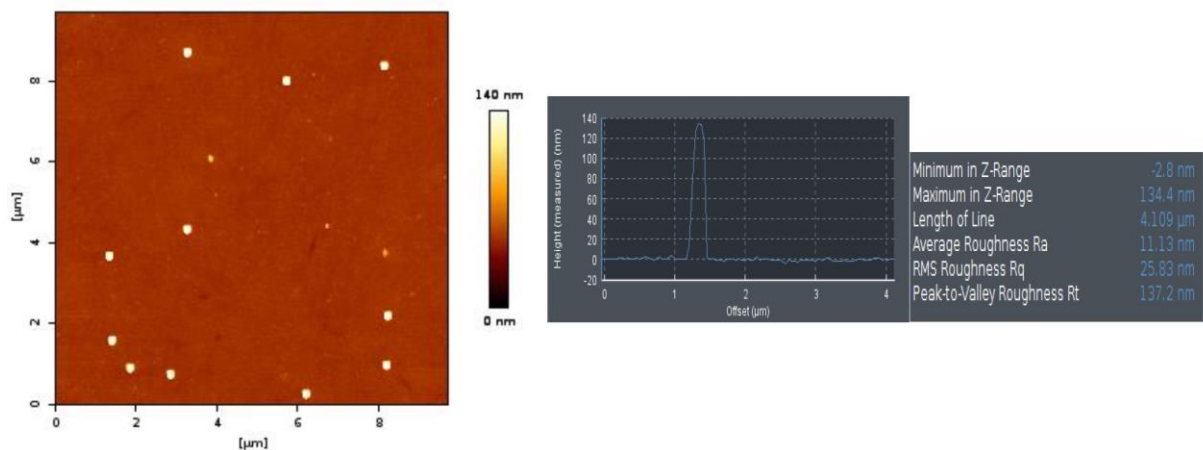 [µm]
8
6
4
2
0
0 2 4 6 8
[µm]
140 nm
0 nm
Height (measured) (nm)
140
120
100
80
60
40
20
0
-20
0 1 2 3 4
Offset (µm)
Minimum in Z-Range -2.8 nm
Maximum in Z-Range 134.4 nm
Length of Line 4.109 µm
Average Roughness Ra 11.13 nm
RMS Roughness Rq 25.83 nm
Peak-to-Valley Roughness Rt 137.2 nm